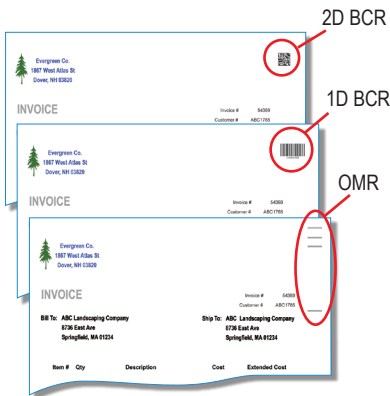 2D BCR
Evergreen Co.
1867 West Atlas St
Dover, NH 03820
INVOICE
Invoice # 54369
Customer # ABC1766
1D BCR
Evergreen Co.
1867 West Atlas St
Dover, NH 03820
INVOICE
Invoice # 54369
Customer # ABC1766
OMR
Evergreen Co.
1867 West Atlas St
Dover, NH 03820
INVOICE
Invoice # 54369
Customer # ABC1766
Bill To: ABC Landscaping Company Ship To: ABC Landscaping Company
8736 East Ave 8736 East Ave
Springfield, MA 01234 Springfield, MA 01234
Item # Qty Description Cost Extended Cost